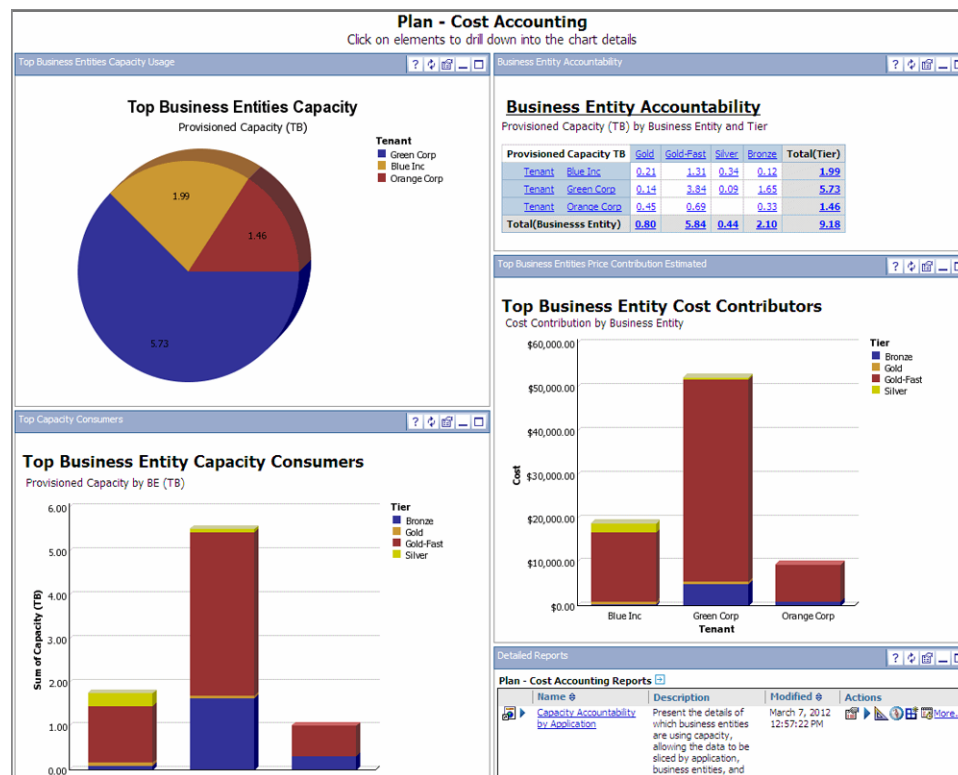 Plan - Cost Accounting
Click on elements to drill down into the chart details
Top Business Entities Capacity Usage
Top Business Entities Capacity
Provisioned Capacity (TB)
Tenant
Green Corp
Blue Inc
Orange Corp
1.99
1.46
5.73
Top Capacity Consumers
Top Business Entity Capacity Consumers
Provisioned Capacity by BE (TB)
Tier
Bronze
Gold
Gold-Fast
Silver
Sum of Capacity (TB)
6.00
5.00
4.00
3.00
2.00
1.00
0.00
Business Entity Accountability
Business Entity Accountability
Provisioned Capacity (TB) by Business Entity and Tier
Provisioned Capacity TB Gold Gold-Fast Silver Bronze Total(Tier)
Tenant Blue Inc 0.21 1.31 0.34 0.12 1.99
Tenant Green Corp 0.14 3.84 0.09 1.65 5.73
Tenant Orange Corp 0.45 0.69 0.33 1.46
Total(Businesss Entity) 0.80 5.84 0.44 2.10 9.18
Top Business Entities Price Contribution Estimated
Top Business Entity Cost Contributors
Cost Contribution by Business Entity
Tier
Bronze
Gold
Gold-Fast
Silver
Cost
$60,000.00
$50,000.00
$40,000.00
$30,000.00
$20,000.00
$10,000.00
$0.00
Blue Inc Green Corp Orange Corp
Tenant
Detailed Reports
Plan - Cost Accounting Reports
Name Description Modified Actions
Capacity Accountability by Application
Present the details of
which business entities
are using capacity,
allowing the data to be
sliced by application,
business entities, and
March 7, 2012
12:57:22 PM
More.